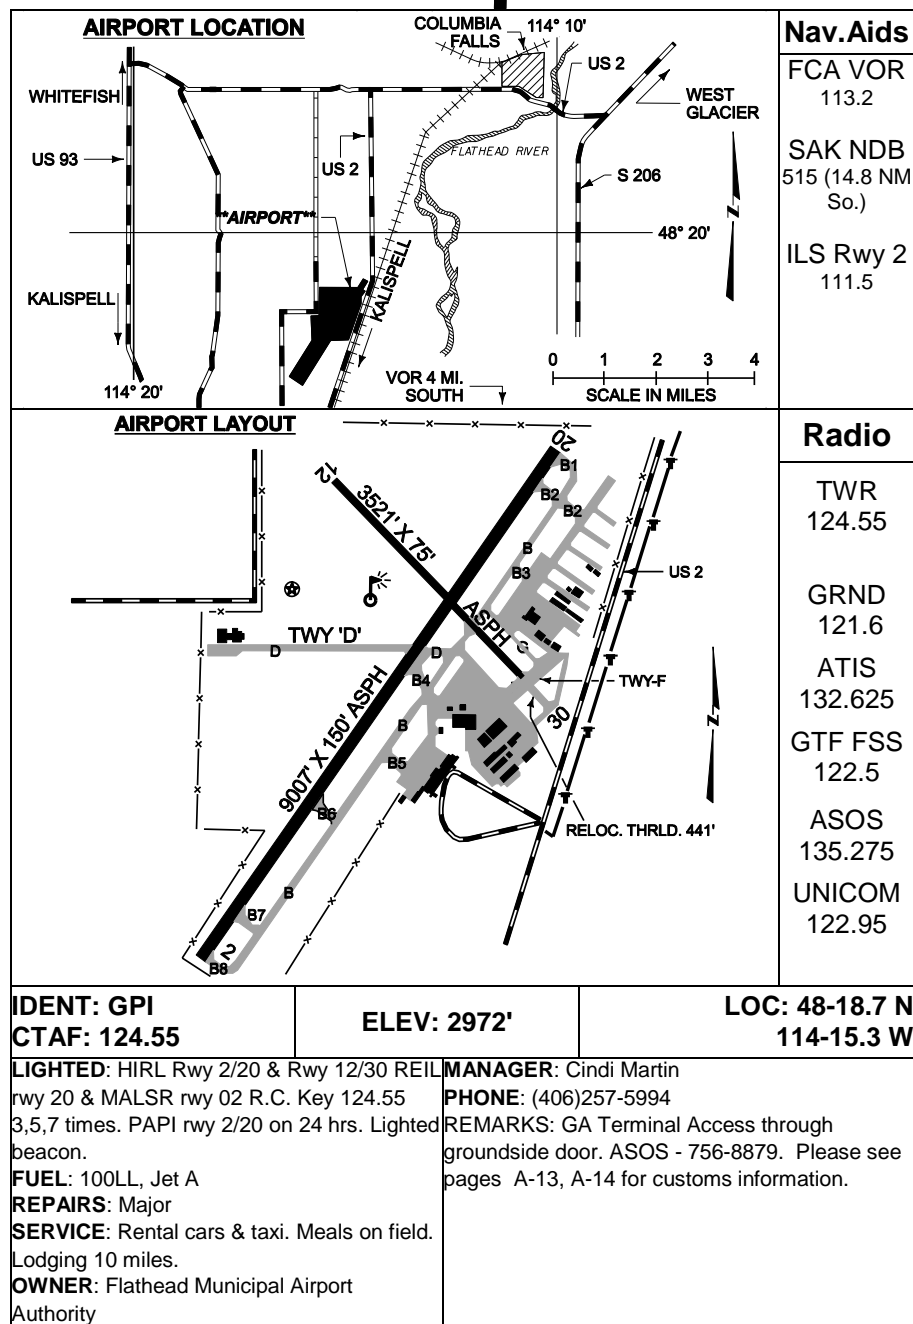 AIRPORT LOCATION
COLUMBIA
FALLS
114° 10'
US 2
WHITEFISH
WEST
GLACIER
US 93
US 2
FLATHEAD RIVER
S 206
*AIRPORT**
48° 20'
KALISPELL
KALISPELL
N
114° 20'
VOR 4 MI.
SOUTH
0 1 2 3 4
SCALE IN MILES
Nav.Aids
FCA VOR
113.2
SAK NDB
515 (14.8 NM
So.)
ILS Rwy 2
111.5
AIRPORT LAYOUT
20
12
3521' X 75'
B1
B2
B2
B
B3
US 2
ASPH
G
TWY 'D'
D
D
B4
TWY-F
30
B
9007' X 150' ASPH
B5
B6
RELOC. THRLD. 441'
N
B
B7
2
B8
Radio
TWR
124.55
GRND
121.6
ATIS
132.625
GTF FSS
122.5
ASOS
135.275
UNICOM
122.95
IDENT: GPI
CTAF: 124.55
ELEV: 2972'
LOC: 48-18.7 N
114-15.3 W
LIGHTED: HIRL Rwy 2/20 & Rwy 12/30 REIL
rwy 20 & MALSR rwy 02 R.C. Key 124.55
3,5,7 times. PAPI rwy 2/20 on 24 hrs. Lighted
beacon.
FUEL: 100LL, Jet A
REPAIRS: Major
SERVICE: Rental cars & taxi. Meals on field.
Lodging 10 miles.
OWNER: Flathead Municipal Airport
Authority
MANAGER: Cindi Martin
PHONE: (406)257-5994
REMARKS: GA Terminal Access through
groundside door. ASOS - 756-8879. Please see
pages A-13, A-14 for customs information.